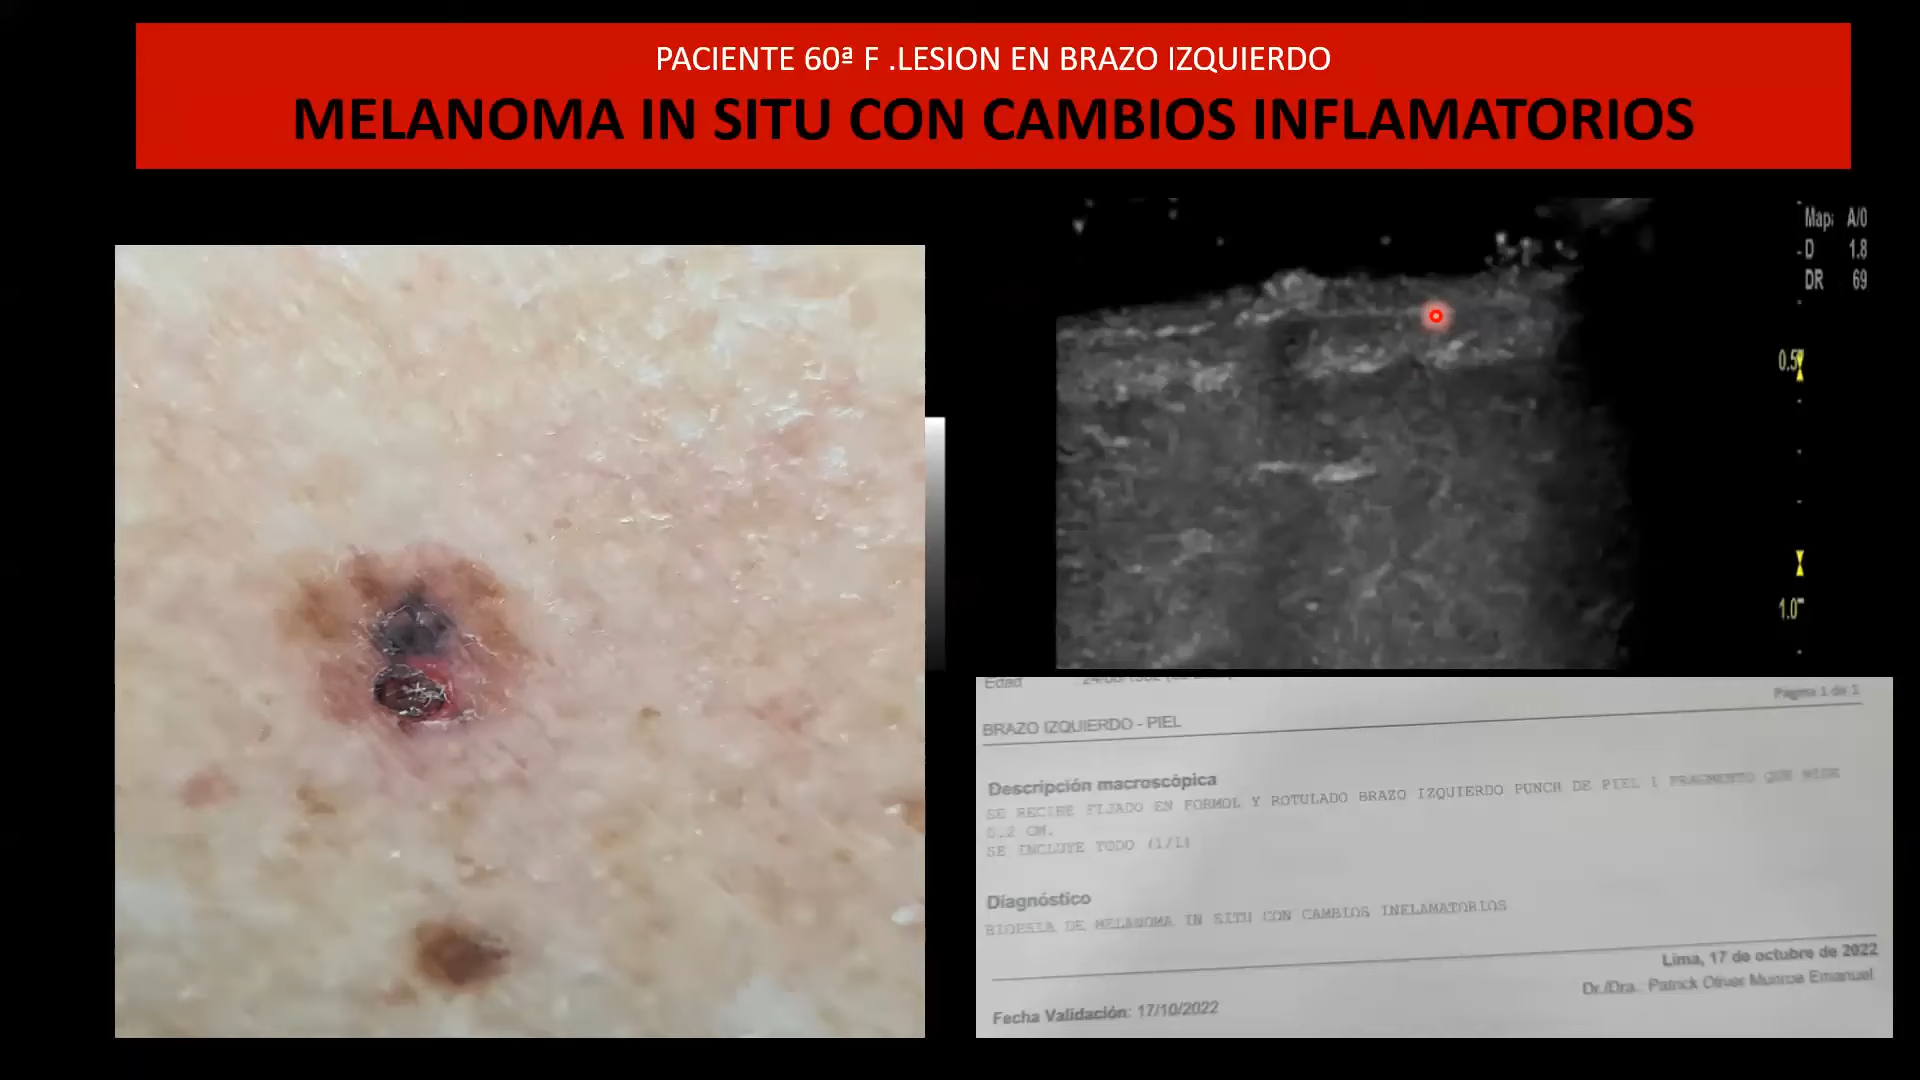 PACIENTE 60ª F .LESION EN BRAZO IZQUIERDO
MELANOMA IN SITU CON CAMBIOS INFLAMATORIOS
Map: A/0
D 1.8
DR 69
0.5
1.0
Edad
Pagina 1 de 1
BRAZO IZQUIERDO - PIEL
Descripción macroscópica
SE RECIBE FIJADO EN FORMOL Y ROTULADO BRAZO IZQUIERDO PUNCH DE PIEL 1 FRAGMENTO QUE MIDE
0.2 CM.
SE INCLUYE TODO (1/1)
Diagnóstico
BIOPSIA DE MELANOMA IN SITU CON CAMBIOS INFLAMATORIOS
Lima, 17 de octubre de 2022
Dr./Dra. Patrick Oliver Munroe Emanuel
Fecha Validación: 17/10/2022